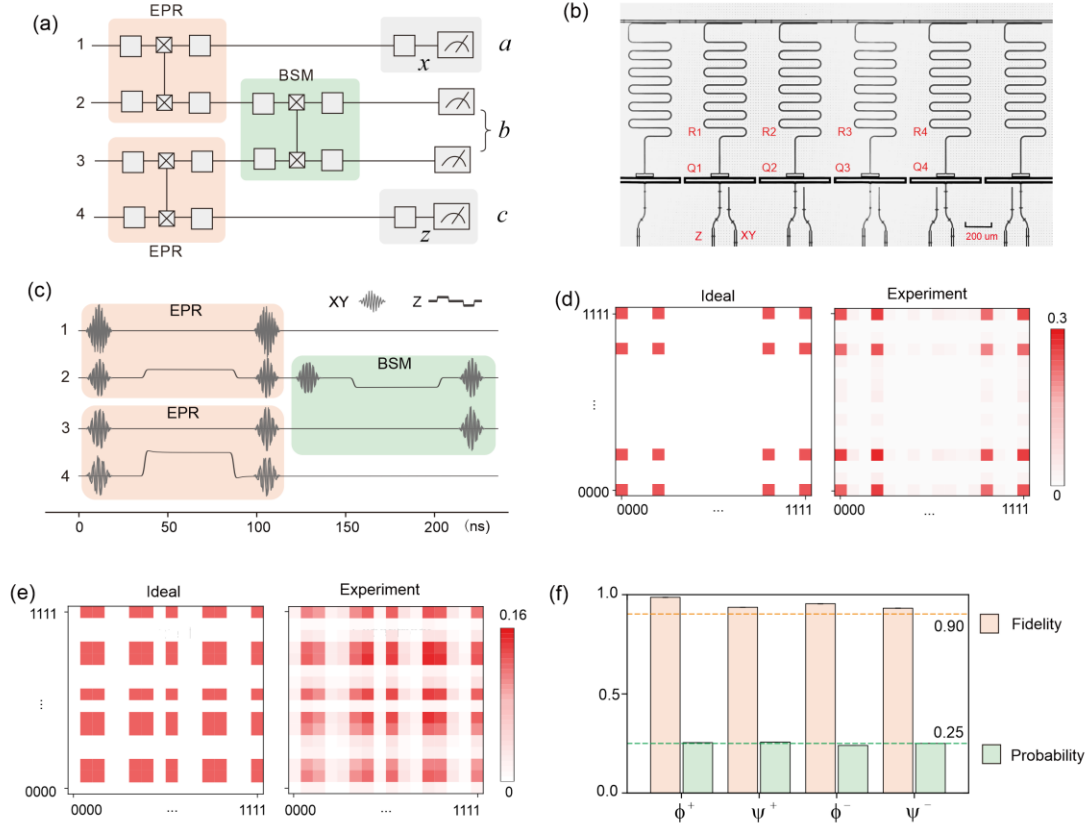 (a)
EPR
1
x
a
BSM
2
b
3
4
z
c
EPR
(b)
R1 R2 R3 R4
Q1 Q2 Q3 Q4
Z XY
200 um
(c)
EPR
XY
Z
1
2
BSM
EPR
3
4
0 50 100 150 200 (ns)
(d)
Ideal Experiment
1111
0.3
...
0000
0
0000 ... 1111 0000 ... 1111
(e)
Ideal Experiment
1111
0.16
...
0000
0
0000 ... 1111 0000 ... 1111
(f)
1.0
0.90
Fidelity
0.5
0.25
Probability
0.0
ϕ⁺ ψ⁺ ϕ⁻ ψ⁻